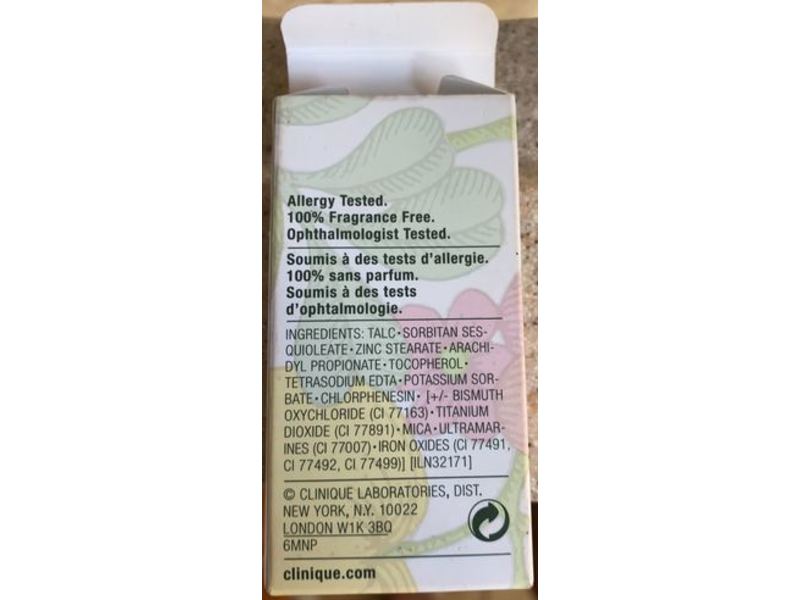 Allergy Tested.
100% Fragrance Free.
Ophthalmologist Tested.
Soumis à des tests d'allergie.
100% sans parfum.
Soumis à des tests
d'ophtalmologie.
INGREDIENTS: TALC • SORBITAN SES-
QUIOLEATE • ZINC STEARATE • ARACHI-
DYL PROPIONATE • TOCOPHEROL •
TETRASODIUM EDTA • POTASSIUM SOR-
BATE • CHLORPHENESIN • [+/- BISMUTH
OXYCHLORIDE (CI 77163) • TITANIUM
DIOXIDE (CI 77891) • MICA • ULTRAMAR-
INES (CI 77007) • IRON OXIDES (CI 77491,
CI 77492, CI 77499)] [ILN32171]
© CLINIQUE LABORATORIES, DIST.
NEW YORK, N.Y. 10022
LONDON W1K 3BQ
6MNP
clinique.com